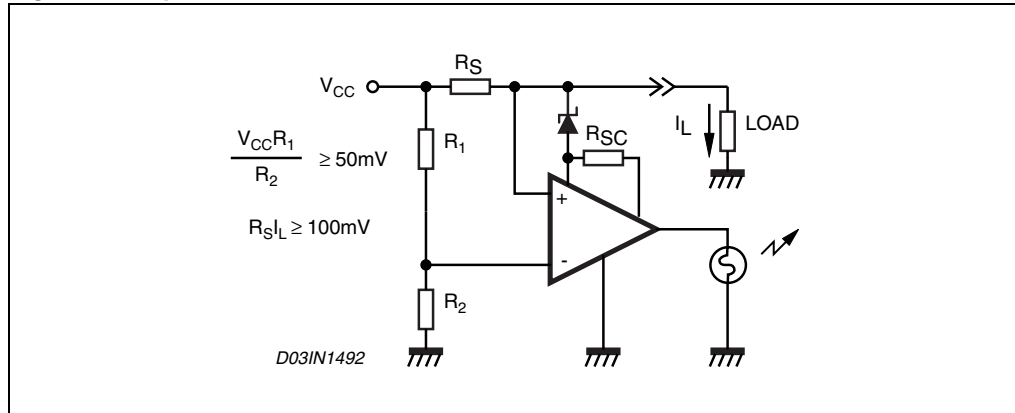 V_CC
R_S
V_CC R_1
R_2
≥ 50mV
R_1
R_SC
I_L
LOAD
R_S I_L ≥ 100mV
+
-
R_2
D03IN1492